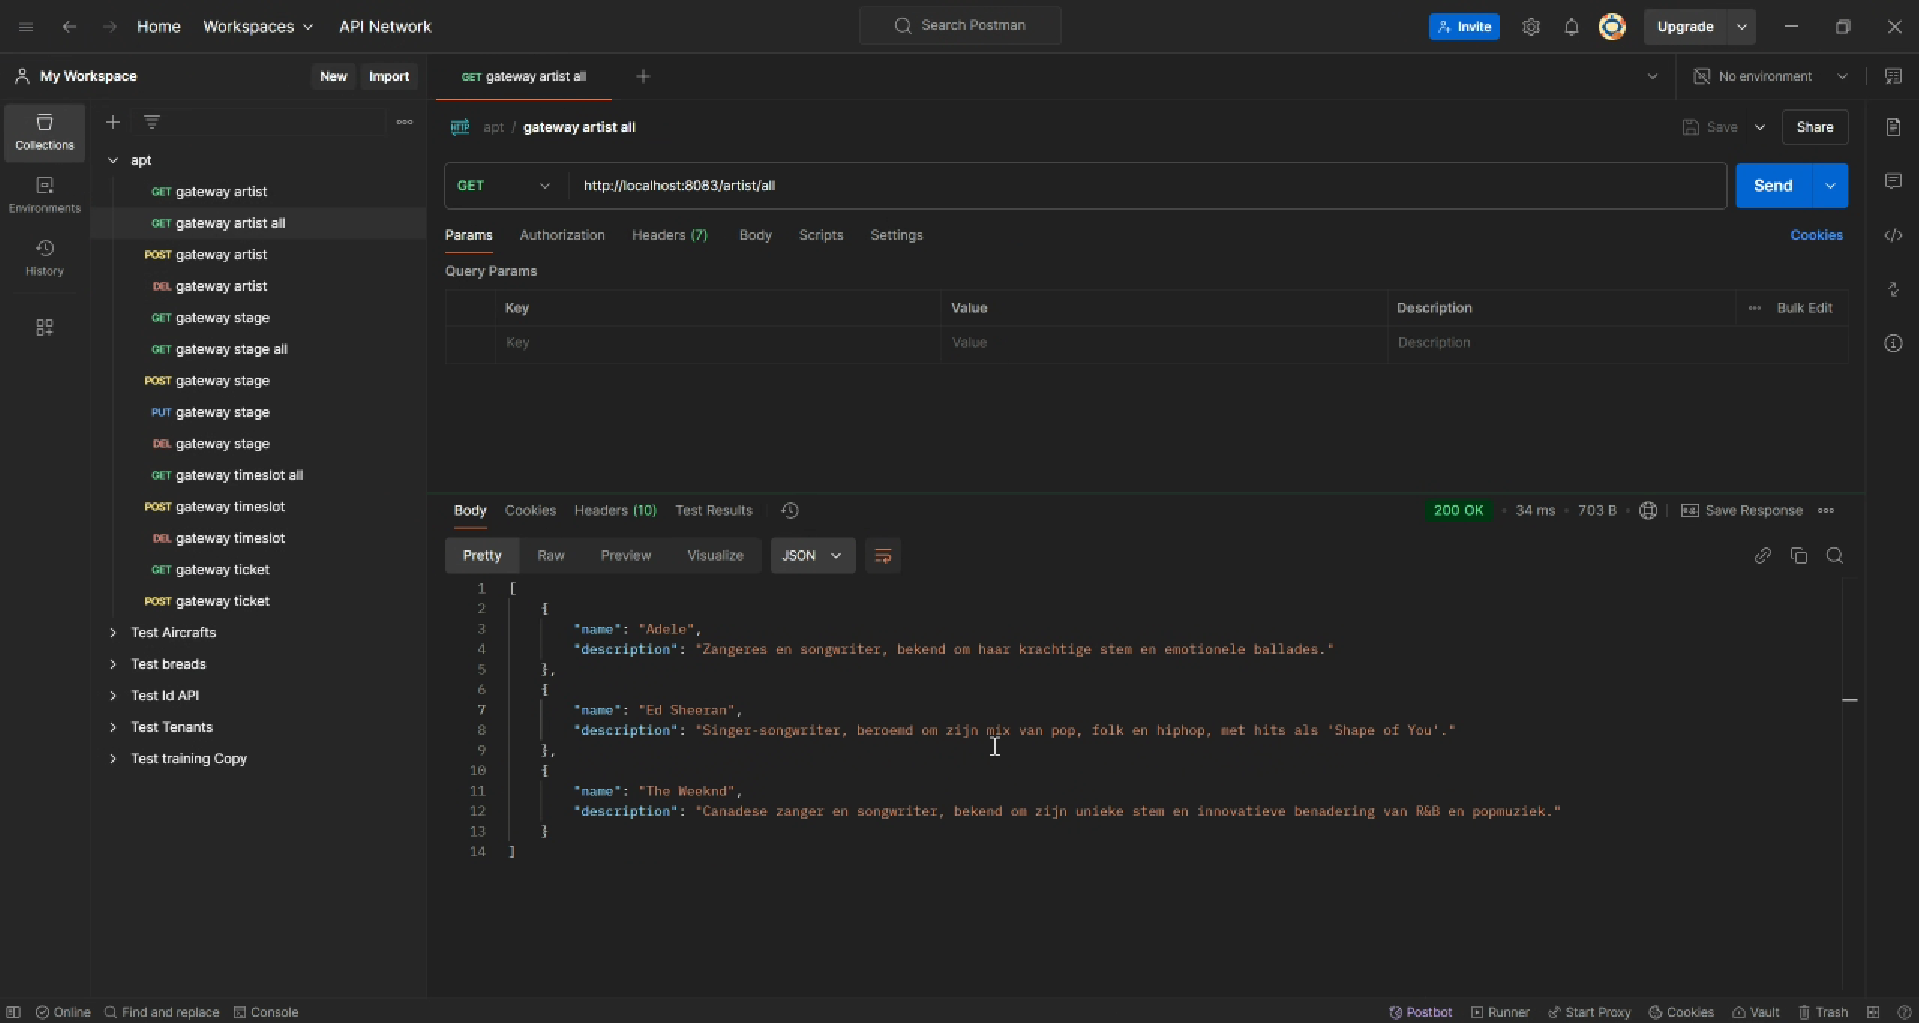 Home Workspaces API Network Search Postman Invite Upgrade
My Workspace New Import GET gateway artist all No environment
Collections
Environments
History
apt
GET gateway artist
GET gateway artist all
POST gateway artist
DEL gateway artist
GET gateway stage
GET gateway stage all
POST gateway stage
PUT gateway stage
DEL gateway stage
GET gateway timeslot all
POST gateway timeslot
DEL gateway timeslot
GET gateway ticket
POST gateway ticket
Test Aircrafts
Test breads
Test Id API
Test Tenants
Test training Copy
HTTP apt / gateway artist all Save Share
GET http://localhost:8083/artist/all Send
Params Authorization Headers (7) Body Scripts Settings Cookies
Query Params
Key Value Description Bulk Edit
Key Value Description
Body Cookies Headers (10) Test Results 200 OK 34 ms 703 B Save Response
Pretty Raw Preview Visualize JSON
1 [
2 {
3 "name": "Adele",
4 "description": "Zangeres en songwriter, bekend om haar krachtige stem en emotionele ballades."
5 },
6 {
7 "name": "Ed Sheeran",
8 "description": "Singer-songwriter, beroemd om zijn mix van pop, folk en hiphop, met hits als 'Shape of You'."
9 },
10 {
11 "name": "The Weeknd",
12 "description": "Canadese zanger en songwriter, bekend om zijn unieke stem en innovatieve benadering van R&B en popmuziek."
13 }
14 ]
Online Find and replace Console Postbot Runner Start Proxy Cookies Vault Trash